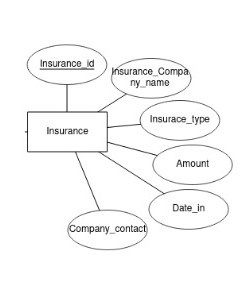 Insurance_id
Insurance_Compa
ny_name
Insurace_type
Insurance
Amount
Date_in
Company_contact